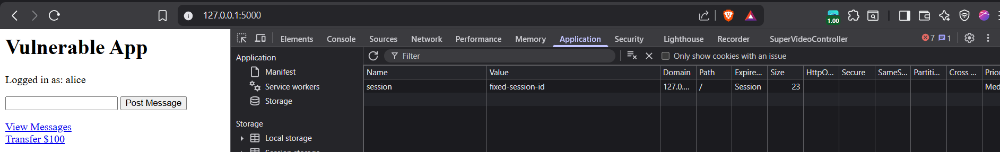 127.0.0.1:5000
1.00
Vulnerable App
Logged in as: alice
Post Message
View Messages
Transfer $100
Elements Console Sources Network Performance Memory Application Security Lighthouse Recorder SuperVideoController 7 1
Application
Manifest
Service workers
Storage
Storage
Local storage
Session storage
Filter Only show cookies with an issue
Name Value Domain Path Expire... Size HttpO... Secure SameS... Partiti... Cross ... Prior
session fixed-session-id 127.0.... / Session 23 Med